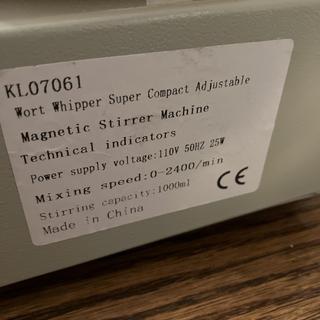 KL07061
Wort Whipper Super Compact Adjustable
Magnetic Stirrer Machine
Technical indicators
Power supply voltage:110V 50HZ 25W
Mixing speed:0-2400/min
Stirring capacity:1000ml
Made in China
CE